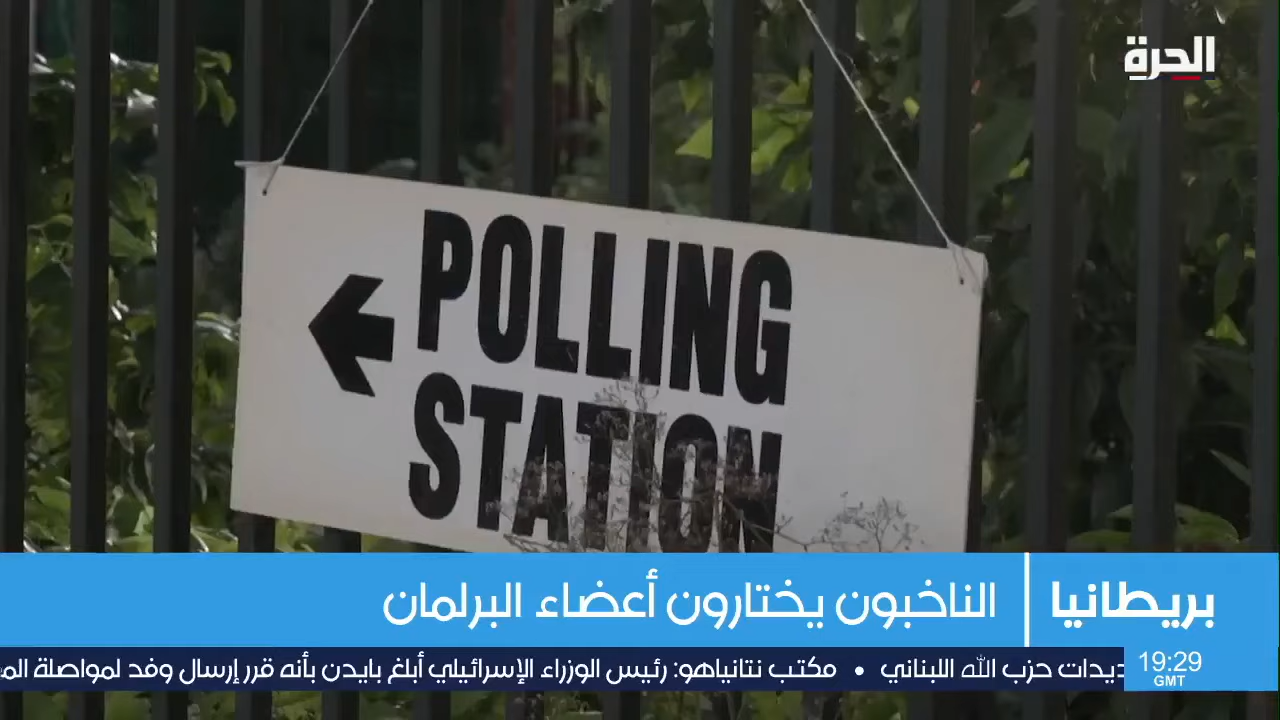 الحرة
POLLING
STATION
بريطانيا
الناخبون يختارون أعضاء البرلمان
حزب الله اللبناني • مكتب نتانياهو: رئيس الوزراء الإسرائيلي أبلغ بايدن بأنه قرر إرسال وفد لمواصلة
19:29
GMT